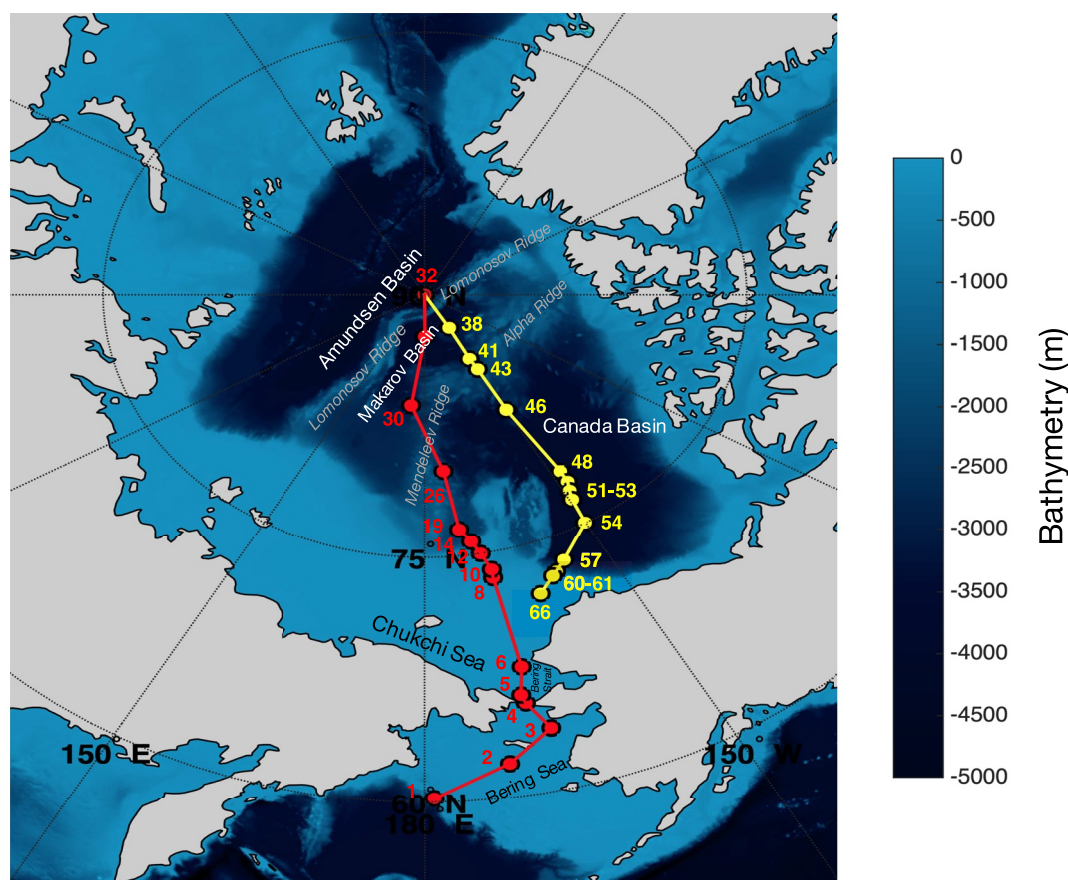 Lomonosov Ridge
Amundsen Basin
32
90° N
Alpha Ridge
38
Lomonosov Ridge
Makarov Basin
41
43
30
46
Canada Basin
Mendeleev Ridge
48
26
51-53
19
54
14
12
75° N
57
10
60-61
8
66
Chukchi Sea
6
Bering
Strait
5
4
3
150° E
150° W
2
Bering Sea
1
60° N
180° E
0
-500
-1000
-1500
-2000
-2500
-3000
-3500
-4000
-4500
-5000
Bathymetry (m)